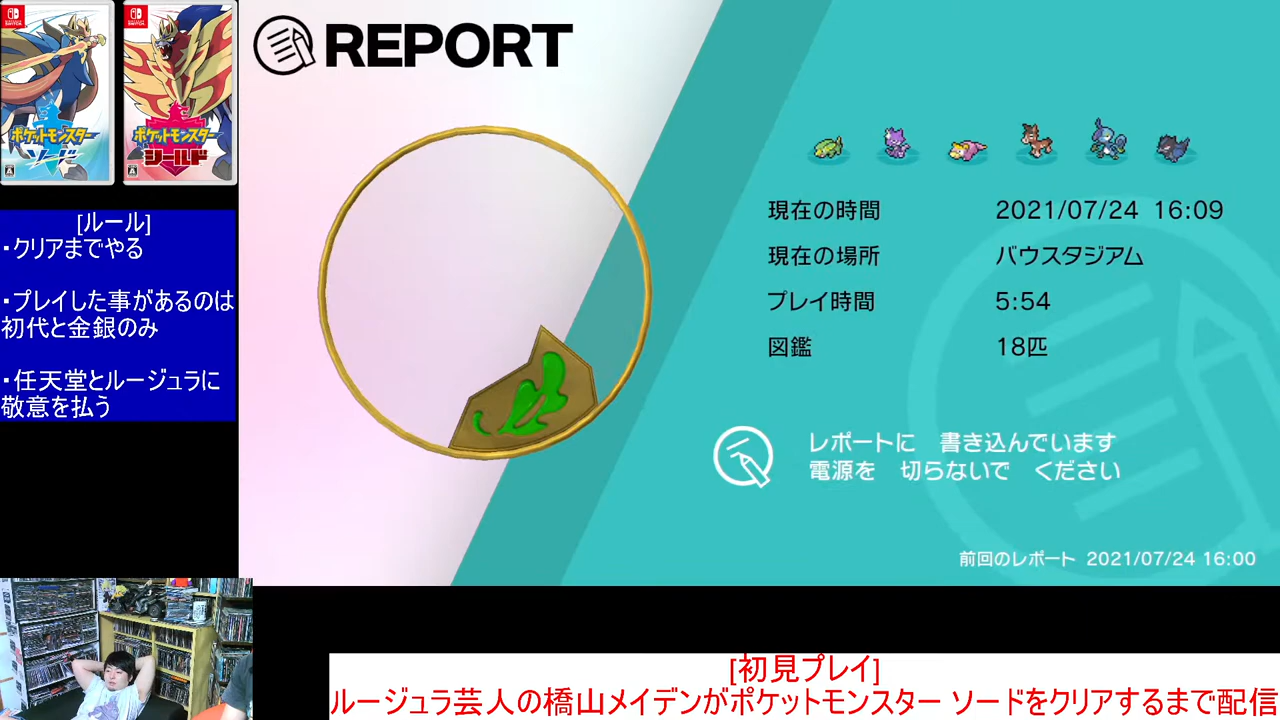 REPORT
ポケットモンスター
ソード
ポケットモンスター
シールド
[ルール]
・クリアまでやる
・プレイした事があるのは
初代と金銀のみ
・任天堂とルージュラに
敬意を払う
現在の時間 2021/07/24 16:09
現在の場所 バウスタジアム
プレイ時間 5:54
図鑑 18匹
レポートに 書き込んでいます
電源を 切らないで ください
前回のレポート 2021/07/24 16:00
[初見プレイ]
ルージュラ芸人の橋山メイデンがポケットモンスター ソードをクリアするまで配信